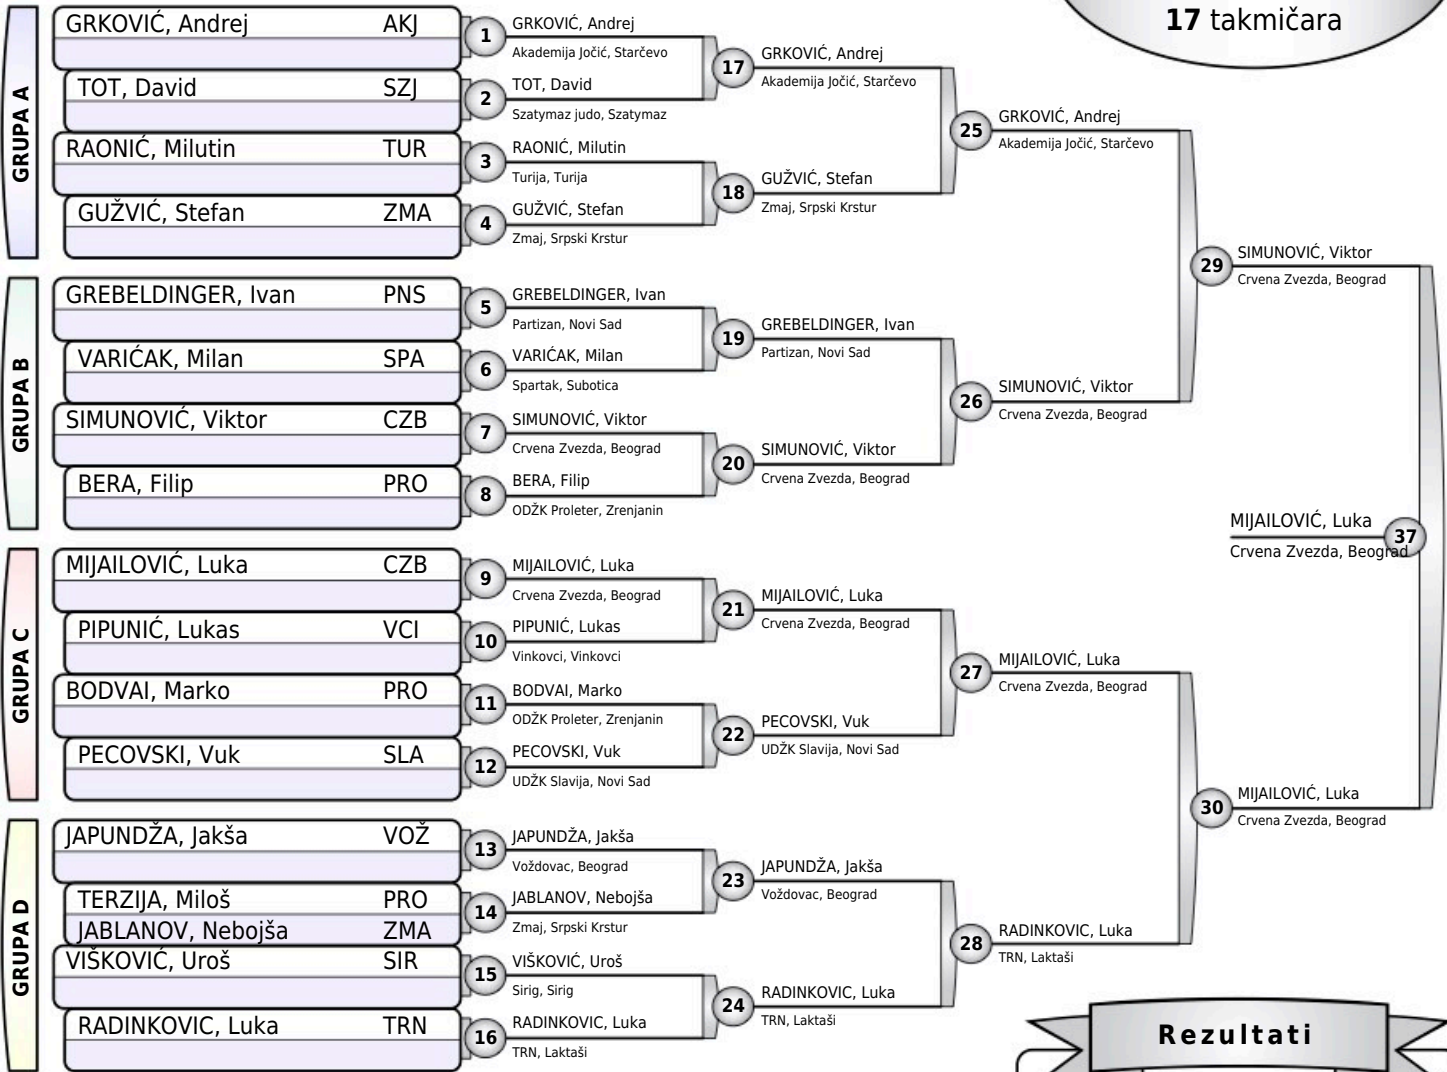 17 takmičara
GRUPA A
GRKOVIĆ, Andrej AKJ
TOT, David SZJ
RAONIĆ, Milutin TUR
GUŽVIĆ, Stefan ZMA
GRUPA B
GREBELDINGER, Ivan PNS
VARIĆAK, Milan SPA
SIMUNOVIĆ, Viktor CZB
BERA, Filip PRO
GRUPA C
MIJAILOVIĆ, Luka CZB
PIPUNIĆ, Lukas VCI
BODVAI, Marko PRO
PECOVSKI, Vuk SLA
GRUPA D
JAPUNDŽA, Jakša VOŽ
TERZIJA, Miloš PRO
JABLANOV, Nebojša ZMA
VIŠKOVIĆ, Uroš SIR
RADINKOVIC, Luka TRN
1 GRKOVIĆ, Andrej
Akademija Jočić, Starčevo
2 TOT, David
Szatymaz judo, Szatymaz
3 RAONIĆ, Milutin
Turija, Turija
4 GUŽVIĆ, Stefan
Zmaj, Srpski Krstur
5 GREBELDINGER, Ivan
Partizan, Novi Sad
6 VARIĆAK, Milan
Spartak, Subotica
7 SIMUNOVIĆ, Viktor
Crvena Zvezda, Beograd
8 BERA, Filip
ODŽK Proleter, Zrenjanin
9 MIJAILOVIĆ, Luka
Crvena Zvezda, Beograd
10 PIPUNIĆ, Lukas
Vinkovci, Vinkovci
11 BODVAI, Marko
ODŽK Proleter, Zrenjanin
12 PECOVSKI, Vuk
UDŽK Slavija, Novi Sad
13 JAPUNDŽA, Jakša
Voždovac, Beograd
14 JABLANOV, Nebojša
Zmaj, Srpski Krstur
15 VIŠKOVIĆ, Uroš
Sirig, Sirig
16 RADINKOVIC, Luka
TRN, Laktaši
17 GRKOVIĆ, Andrej
Akademija Jočić, Starčevo
18 GUŽVIĆ, Stefan
Zmaj, Srpski Krstur
19 GREBELDINGER, Ivan
Partizan, Novi Sad
20 SIMUNOVIĆ, Viktor
Crvena Zvezda, Beograd
21 MIJAILOVIĆ, Luka
Crvena Zvezda, Beograd
22 PECOVSKI, Vuk
UDŽK Slavija, Novi Sad
23 JAPUNDŽA, Jakša
Voždovac, Beograd
24 RADINKOVIC, Luka
TRN, Laktaši
25 GRKOVIĆ, Andrej
Akademija Jočić, Starčevo
26 SIMUNOVIĆ, Viktor
Crvena Zvezda, Beograd
27 MIJAILOVIĆ, Luka
Crvena Zvezda, Beograd
28 RADINKOVIC, Luka
TRN, Laktaši
29 SIMUNOVIĆ, Viktor
Crvena Zvezda, Beograd
30 MIJAILOVIĆ, Luka
Crvena Zvezda, Beograd
MIJAILOVIĆ, Luka 37
Crvena Zvezda, Beograd
Rezultati